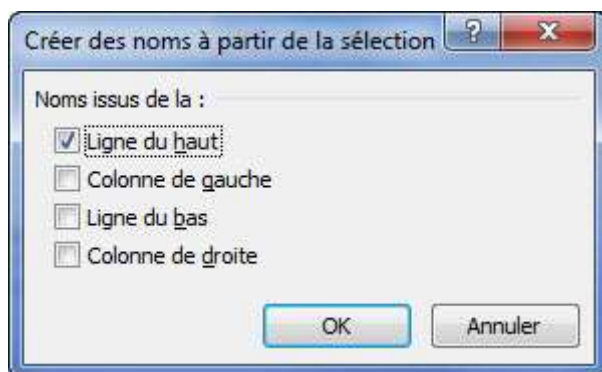 Créer des noms à partir de la sélection
Noms issus de la :
Ligne du haut
Colonne de gauche
Ligne du bas
Colonne de droite
OK Annuler